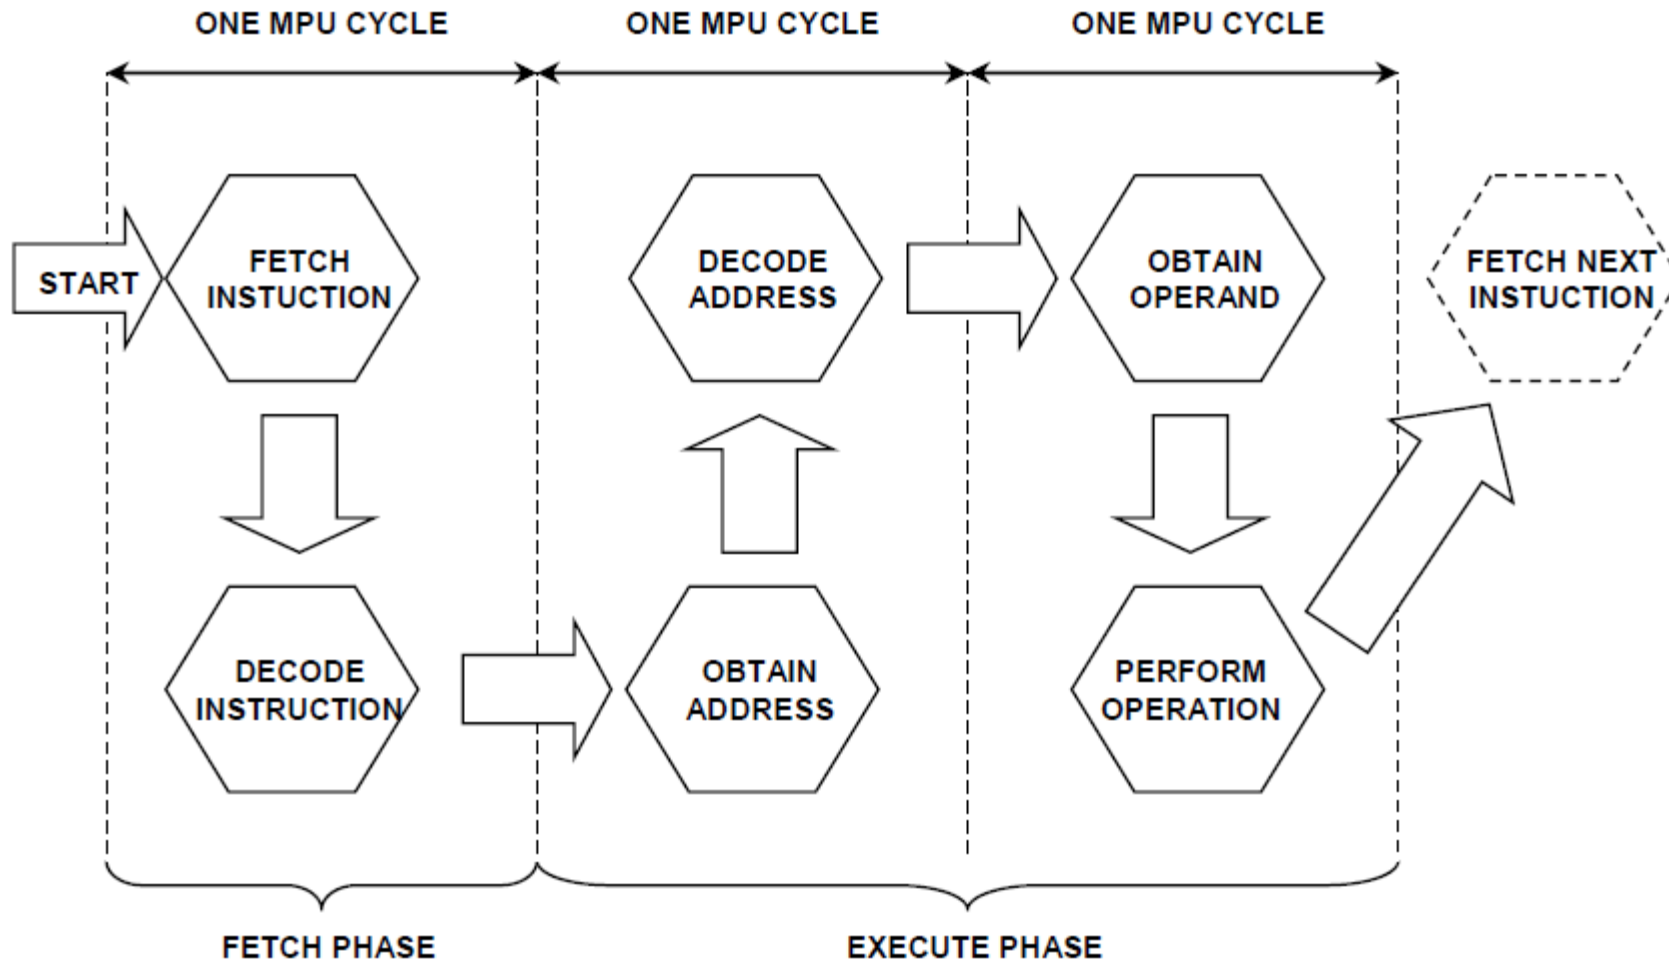 ONE MPU CYCLE
ONE MPU CYCLE
ONE MPU CYCLE
START
FETCH
INSTUCTION
DECODE
ADDRESS
OBTAIN
OPERAND
FETCH NEXT
INSTUCTION
DECODE
INSTRUCTION
OBTAIN
ADDRESS
PERFORM
OPERATION
FETCH PHASE
EXECUTE PHASE